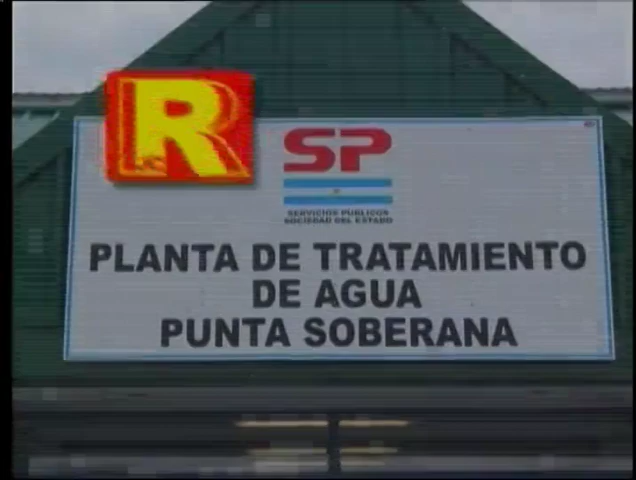 R
SP
SERVICIOS PUBLICOS
SOCIEDAD DEL ESTADO
PLANTA DE TRATAMIENTO
DE AGUA
PUNTA SOBERANA